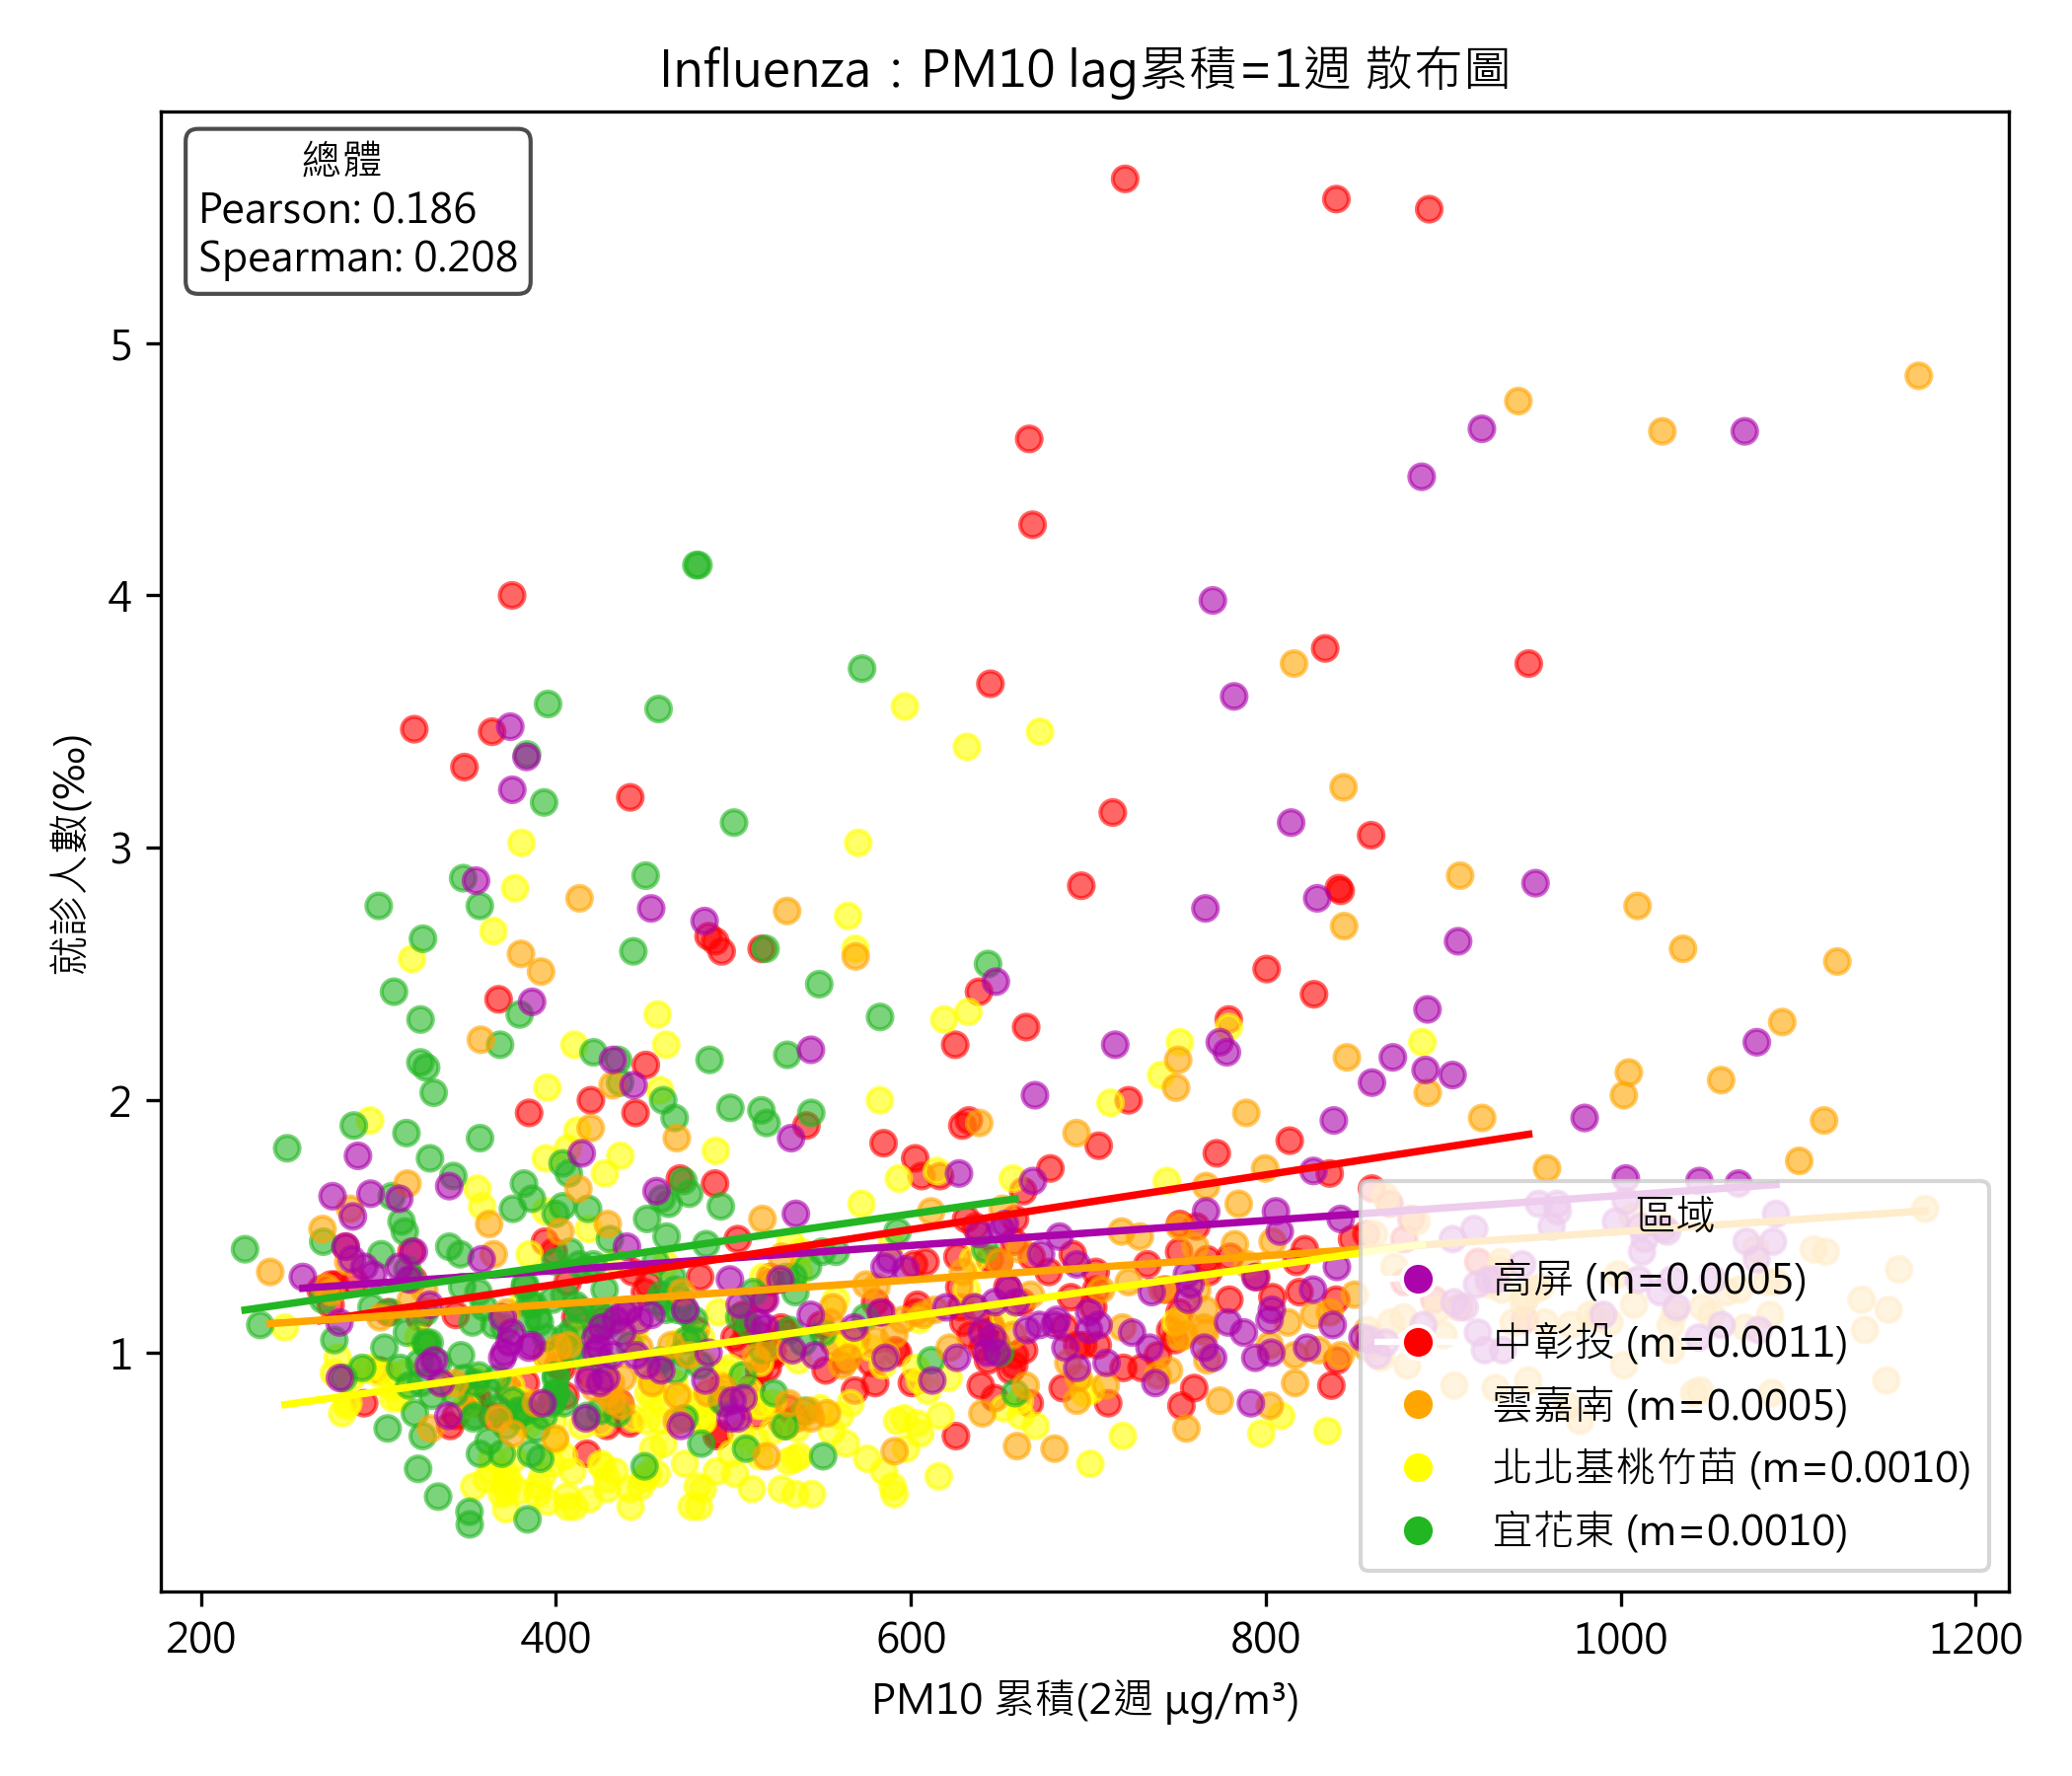 Influenza：PM10 lag累積=1週 散布圖
總體
Pearson: 0.186
Spearman: 0.208
就診人數(‰)
5
4
3
2
1
區域
高屏 (m=0.0005)
中彰投 (m=0.0011)
雲嘉南 (m=0.0005)
北北基桃竹苗 (m=0.0010)
宜花東 (m=0.0010)
200 400 600 800 1000 1200
PM10 累積(2週 μg/m³)